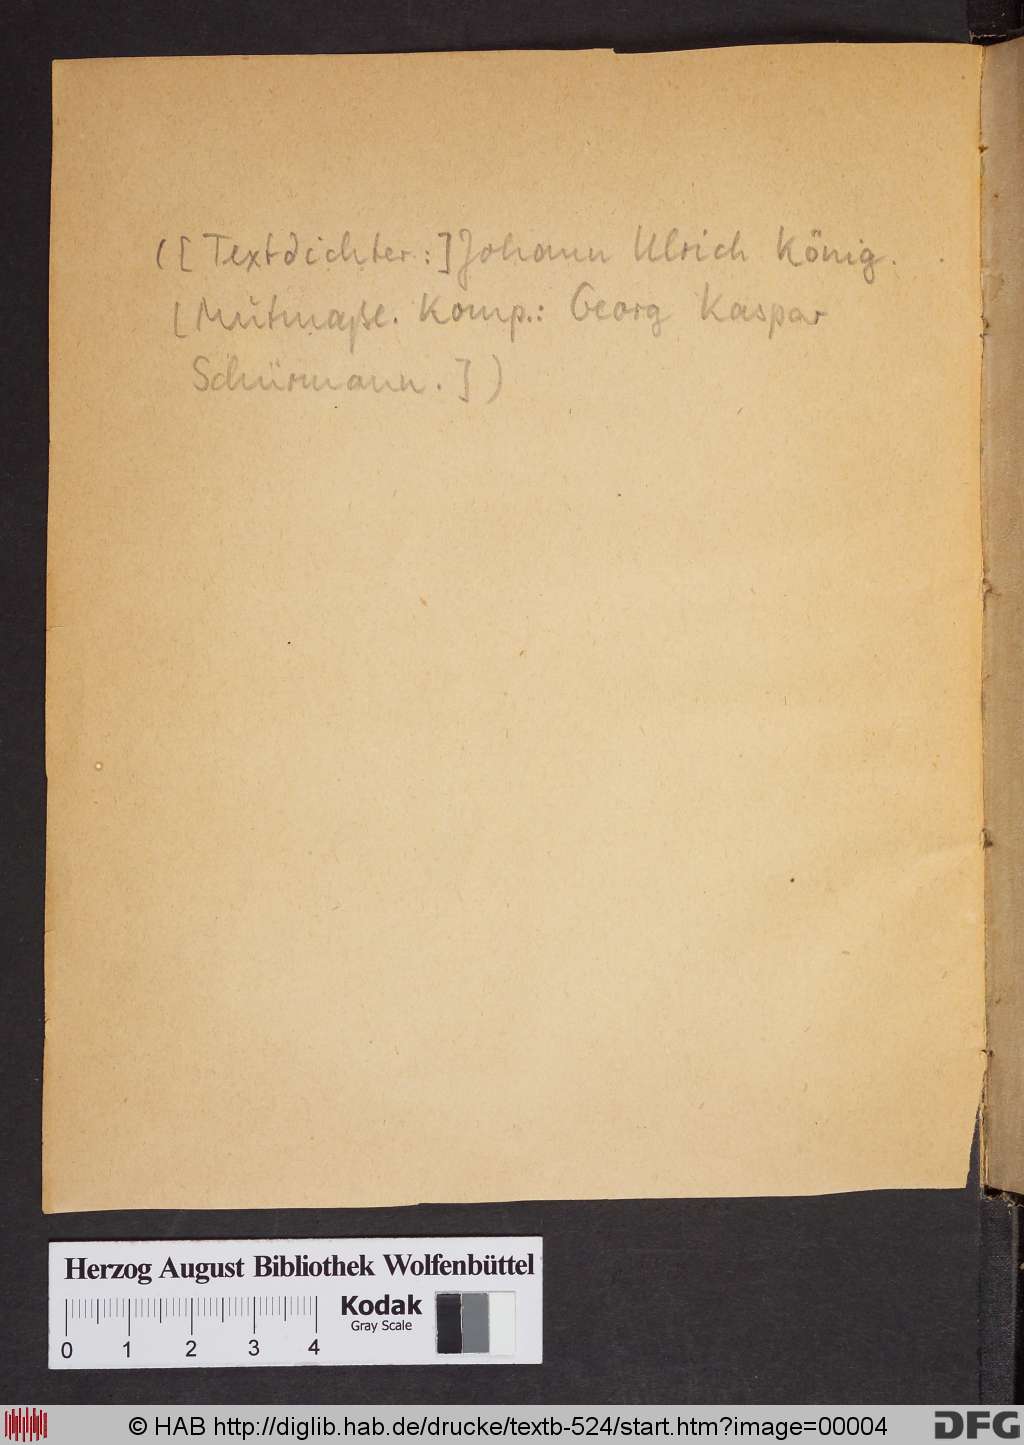 ([Textdichter:] Johann Ulrich König.
[Mutmaßl. Komp.: Georg Kaspar
Schürmann.])
Herzog August Bibliothek Wolfenbüttel
0 1 2 3 4
Kodak
Gray Scale
© HAB http://diglib.hab.de/drucke/textb-524/start.htm?image=00004
DFG